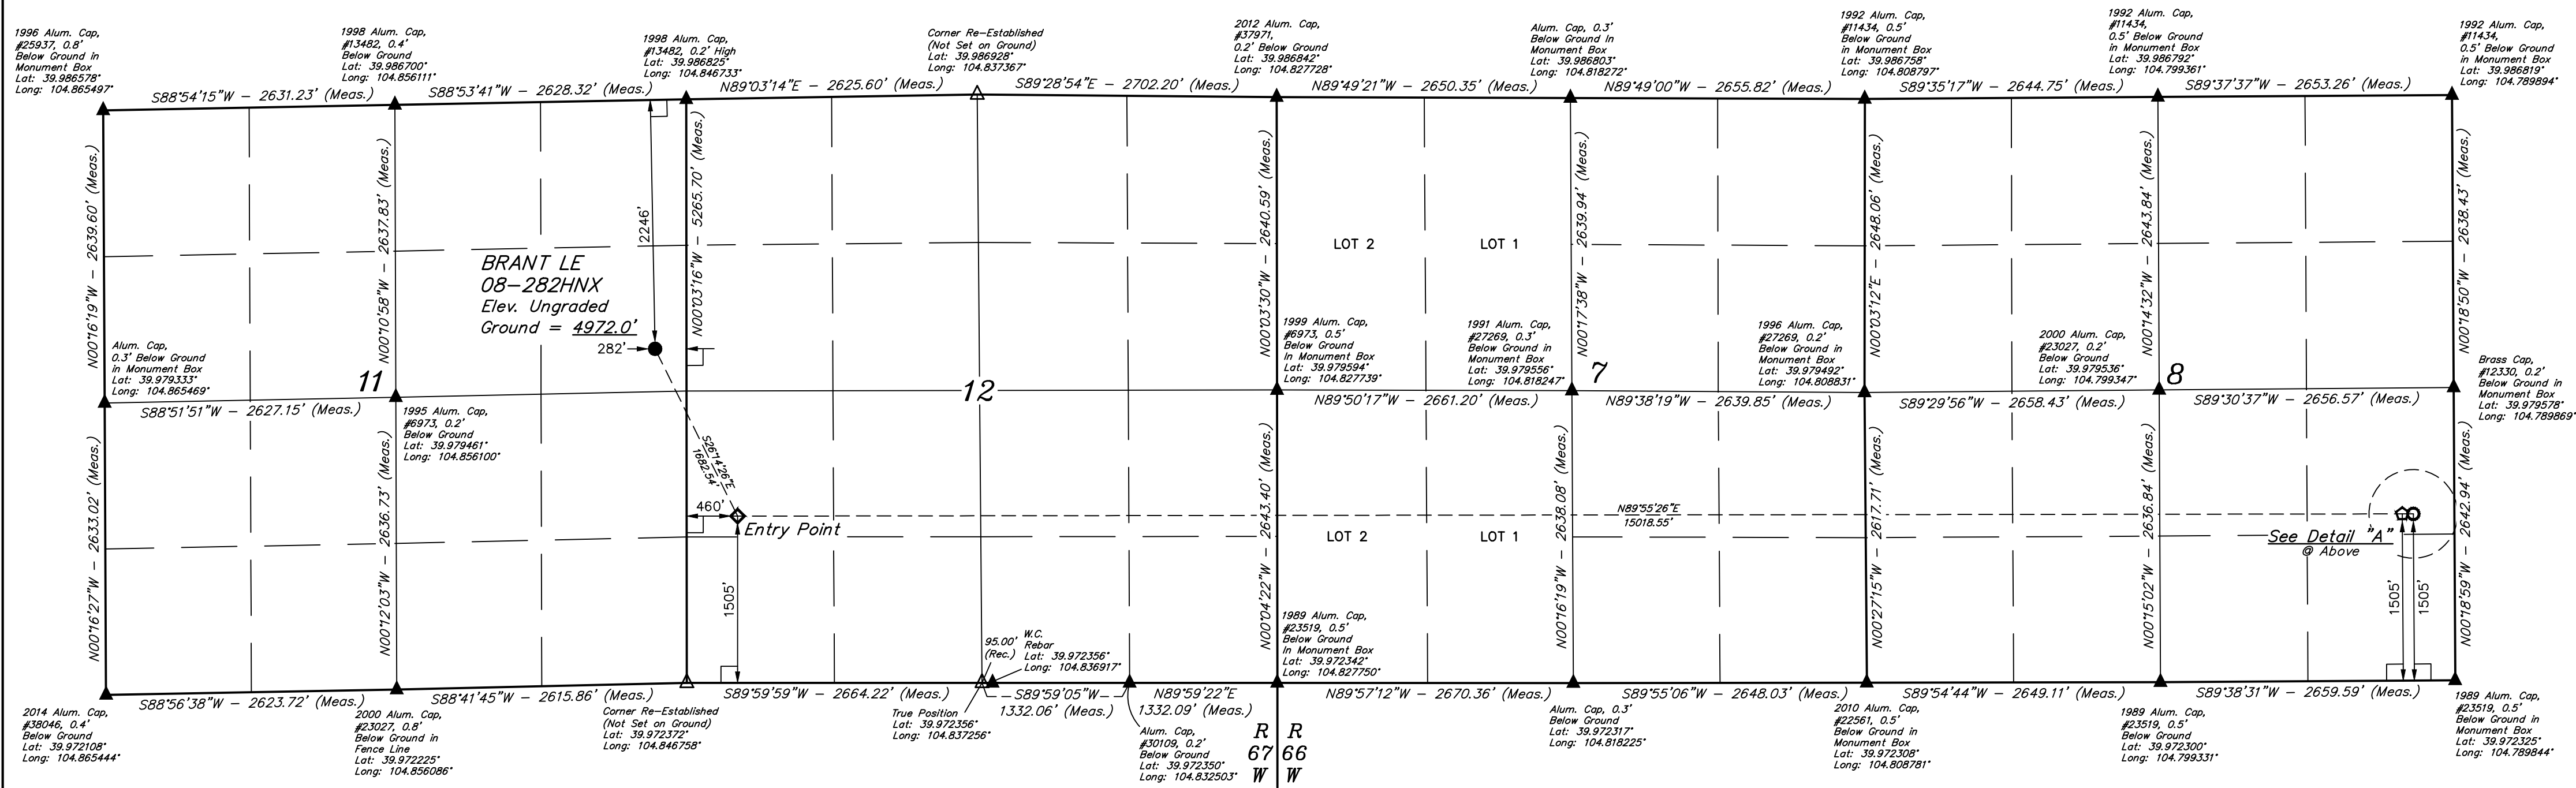 1996 Alum. Cap,
#25937, 0.8'
Below Ground in
Monument Box
Lat: 39.986578°
Long: 104.865497°
1998 Alum. Cap,
#13482, 0.4'
Below Ground
Lat: 39.986700°
Long: 104.856111°
1998 Alum. Cap,
#13482, 0.2' High
Lat: 39.986825°
Long: 104.846733°
Corner Re-Established
(Not Set on Ground)
Lat: 39.986928°
Long: 104.837367°
2012 Alum. Cap,
#37971,
0.2' Below Ground
Lat: 39.986842°
Long: 104.827728°
Alum. Cap, 0.3'
Below Ground In
Monument Box
Lat: 39.986803°
Long: 104.818272°
1992 Alum. Cap,
#11434, 0.5'
Below Ground
in Monument Box
Lat: 39.986758°
Long: 104.808797°
1992 Alum. Cap,
#11434,
0.5' Below Ground
in Monument Box
Lat: 39.986792°
Long: 104.799361°
1992 Alum. Cap,
#11434,
0.5' Below Ground
in Monument Box
Lat: 39.986819°
Long: 104.789894°
S88°54'15"W – 2631.23' (Meas.)
S88°53'41"W – 2628.32' (Meas.)
N89°03'14"E – 2625.60' (Meas.)
S89°28'54"E – 2702.20' (Meas.)
N89°49'21"W – 2650.35' (Meas.)
N89°49'00"W – 2655.82' (Meas.)
S89°35'17"W – 2644.75' (Meas.)
S89°37'37"W – 2653.26' (Meas.)
N00°16'19"W – 2639.60' (Meas.)
N00°10'58"W – 2637.83' (Meas.)
2246'
N00°03'16"W – 5265.70' (Meas.)
N00°03'30"W – 2640.59' (Meas.)
N00°17'38"W – 2639.94' (Meas.)
N00°03'12"E – 2648.06' (Meas.)
N00°14'32"W – 2643.84' (Meas.)
N00°18'50"W – 2638.43' (Meas.)
LOT 2
LOT 1
BRANT LE
08–282HNX
Elev. Ungraded
Ground = 4972.0'
282'
Alum. Cap,
0.3' Below Ground
in Monument Box
Lat: 39.979333°
Long: 104.865469°
11
12
1999 Alum. Cap,
#6973, 0.5'
Below Ground
In Monument Box
Lat: 39.979594°
Long: 104.827739°
1991 Alum. Cap,
#27269, 0.3'
Below Ground in
Monument Box
Lat: 39.979556°
Long: 104.818247°
7
1996 Alum. Cap,
#27269, 0.2'
Below Ground in
Monument Box
Lat: 39.979492°
Long: 104.808831°
2000 Alum. Cap,
#23027, 0.2'
Below Ground
Lat: 39.979536°
Long: 104.799347°
8
Brass Cap,
#12330, 0.2'
Below Ground in
Monument Box
Lat: 39.979578°
Long: 104.789869°
S88°51'51"W – 2627.15' (Meas.)
1995 Alum. Cap,
#6973, 0.2'
Below Ground
Lat: 39.979461°
Long: 104.856100°
N89°50'17"W – 2661.20' (Meas.)
N89°38'19"W – 2639.85' (Meas.)
S89°29'56"W – 2658.43' (Meas.)
S89°30'37"W – 2656.57' (Meas.)
S26°14'26"E
1682.54'
N00°16'27"W – 2633.02' (Meas.)
N00°12'03"W – 2636.73' (Meas.)
460'
Entry Point
1505'
N00°04'22"W – 2643.40' (Meas.)
LOT 2
LOT 1
N00°16'19"W – 2638.08' (Meas.)
N89°55'26"E
15018.55'
N00°27'15"W – 2617.71' (Meas.)
N00°15'02"W – 2636.84' (Meas.)
See Detail "A"
@ Above
1505'
1505'
N00°18'59"W – 2642.94' (Meas.)
95.00'
(Rec.)
W.C.
Rebar
Lat: 39.972356°
Long: 104.836917°
1989 Alum. Cap,
#23519, 0.5'
Below Ground
In Monument Box
Lat: 39.972342°
Long: 104.827750°
S88°56'38"W – 2623.72' (Meas.)
S88°41'45"W – 2615.86' (Meas.)
S89°59'59"W – 2664.22' (Meas.)
S89°59'05"W
1332.06' (Meas.)
N89°59'22"E
1332.09' (Meas.)
N89°57'12"W – 2670.36' (Meas.)
S89°55'06"W – 2648.03' (Meas.)
S89°54'44"W – 2649.11' (Meas.)
S89°38'31"W – 2659.59' (Meas.)
2014 Alum. Cap,
#38046, 0.4'
Below Ground
Lat: 39.972108°
Long: 104.865444°
2000 Alum. Cap,
#23027, 0.8'
Below Ground in
Fence Line
Lat: 39.972225°
Long: 104.856086°
Corner Re-Established
(Not Set on Ground)
Lat: 39.972372°
Long: 104.846758°
True Position
Lat: 39.972356°
Long: 104.837256°
Alum. Cap,
#30109, 0.2'
Below Ground
Lat: 39.972350°
Long: 104.832503°
R R
67 66
W W
Alum. Cap, 0.3'
Below Ground
Lat: 39.972317°
Long: 104.818225°
2010 Alum. Cap,
#22561, 0.5'
Below Ground in
Monument Box
Lat: 39.972308°
Long: 104.808781°
1989 Alum. Cap,
#23519, 0.5'
Below Ground
Lat: 39.972300°
Long: 104.799331°
1989 Alum. Cap,
#23519, 0.5'
Below Ground in
Monument Box
Lat: 39.972325°
Long: 104.789844°